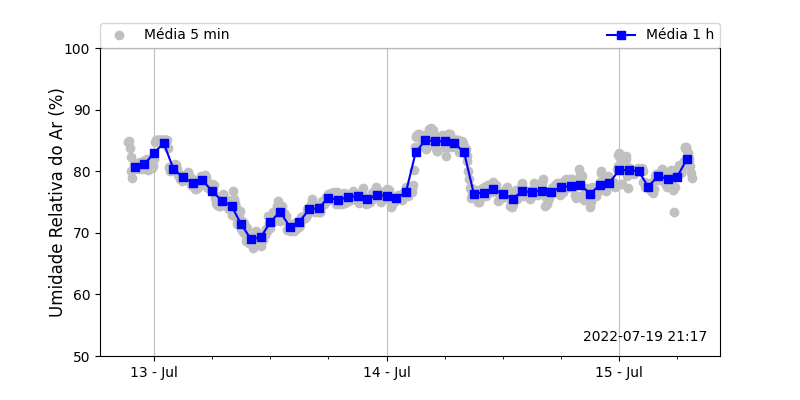 Média 5 min
Média 1 h
100
90
80
70
60
50
Umidade Relativa do Ar (%)
2022-07-19 21:17
13 - Jul
14 - Jul
15 - Jul